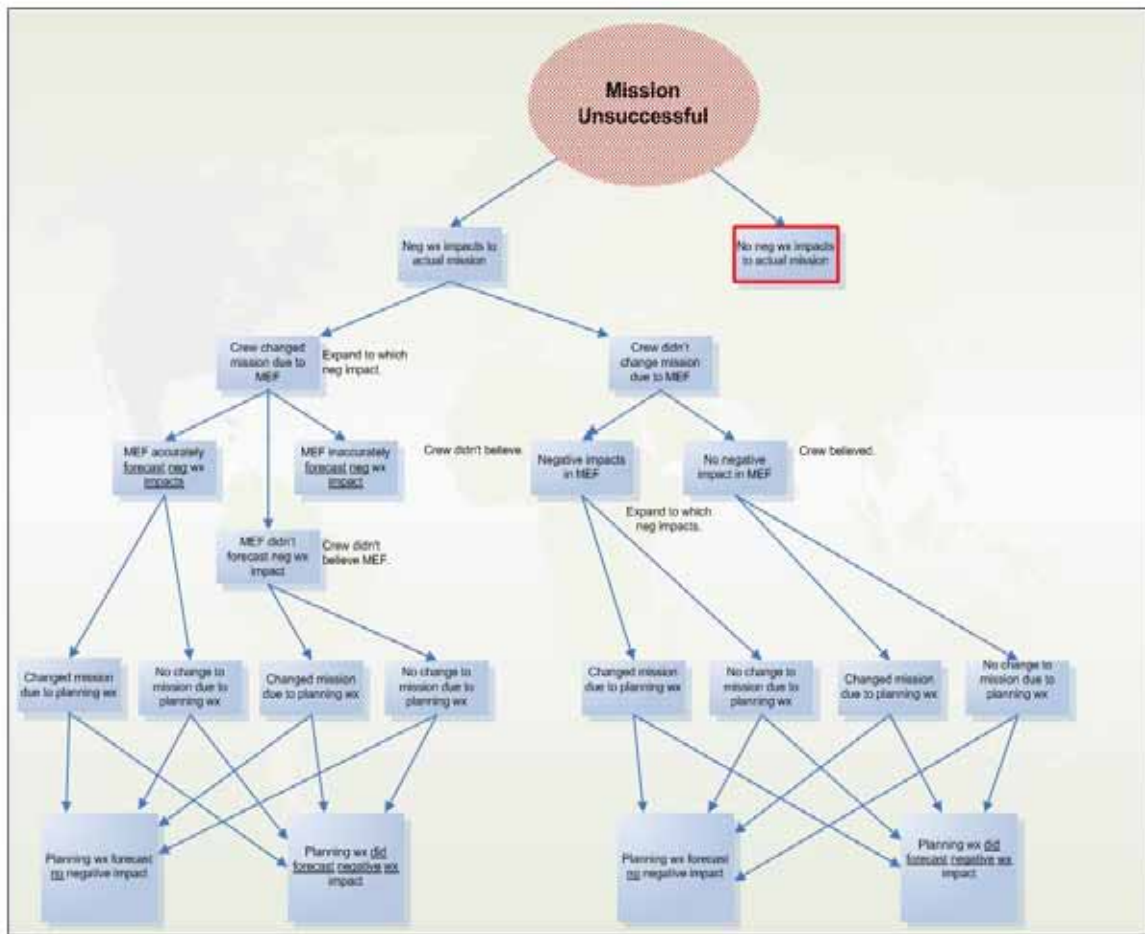 Mission
Unsuccessful
Neg wx impacts to
actual mission
No neg wx impacts
to actual mission
Crew changed
mission due to
MEF
Expand to which
neg impact.
Crew didn't
change mission
due to MEF
MEF accurately
forecast neg wx
impacts
MEF inaccurately
forecast neg wx
impact
Crew didn't believe.
Negative impacts
in MEF
No negative
impact in MEF
Crew believed.
Expand to which
neg impacts.
MEF didn't
forecast neg wx
impact
Crew didn't
believe MEF.
Changed mission
due to planning wx
No change to
mission due to
planning wx
Changed mission
due to planning wx
No change to
mission due to
planning wx
Changed mission
due to planning wx
No change to
mission due to
planning wx
Changed mission
due to planning wx
No change to
mission due to
planning wx
Planning wx forecast
no negative impact
Planning wx did
forecast negative wx
impact
Planning wx forecast
no negative impact
Planning wx did
forecast negative wx
impact